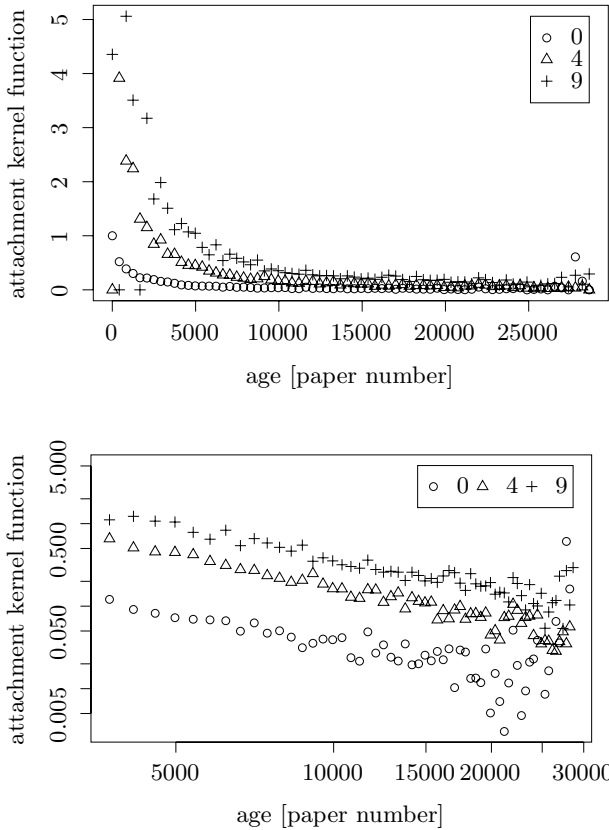 attachment kernel function
5
4
3
2
1
0
0
4
9
0 5000 10000 15000 20000 25000
age [paper number]
attachment kernel function
5.000
0.500
0.050
0.005
0 4 9
5000 10000 15000 20000 30000
age [paper number]